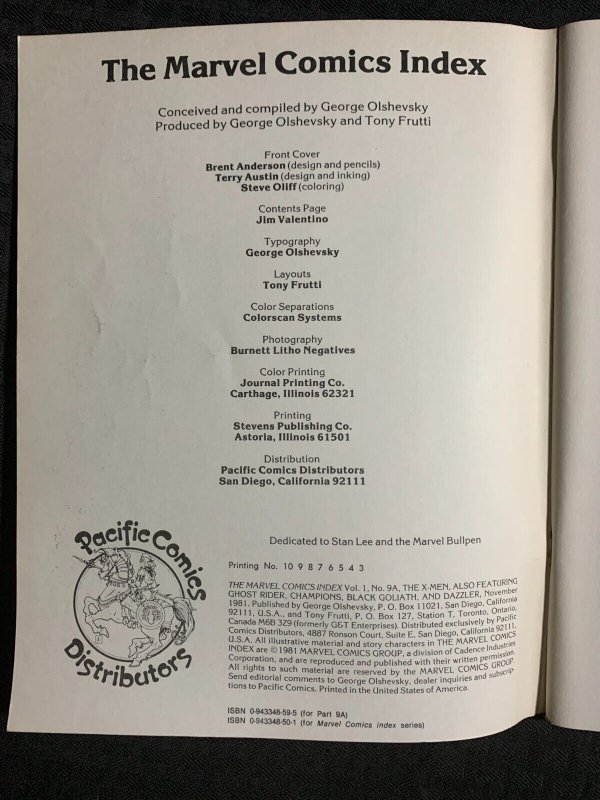 The Marvel Comics Index
Conceived and compiled by George Olshevsky
Produced by George Olshevsky and Tony Frutti
Front Cover
Brent Anderson (design and pencils)
Terry Austin (design and inking)
Steve Oliff (coloring)
Contents Page
Jim Valentino
Typography
George Olshevsky
Layouts
Tony Frutti
Color Separations
Colorscan Systems
Photography
Burnett Litho Negatives
Color Printing
Journal Printing Co.
Carthage, Illinois 62321
Printing
Stevens Publishing Co.
Astoria, Illinois 61501
Distribution
Pacific Comics Distributors
San Diego, California 92111
Pacific Comics
Distributors
Dedicated to Stan Lee and the Marvel Bullpen
Printing No. 10 9 8 7 6 5 4 3
THE MARVEL COMICS INDEX Vol. 1, No. 9A, THE X-MEN, ALSO FEATURING
GHOST RIDER, CHAMPIONS, BLACK GOLIATH, AND DAZZLER, November
1981. Published by George Olshevsky, P. O. Box 11021, San Diego, California
92111, U.S.A., and Tony Frutti, P. O. Box 127, Station T, Toronto, Ontario,
Canada M6B 3Z9 (formerly G&T Enterprises). Distributed exclusively by Pacific
Comics Distributors, 4887 Ronson Court, Suite E, San Diego, California 92111,
U.S.A. All illustrative material and story characters in THE MARVEL COMICS
INDEX are © 1981 MARVEL COMICS GROUP, a division of Cadence Industries
Corporation, and are reproduced and published with their written permission.
All rights to such material are reserved by the MARVEL COMICS GROUP.
Send editorial comments to George Olshevsky, dealer inquiries and subscrip-
tions to Pacific Comics. Printed in the United States of America.
ISBN 0-943348-59-5 (for Part 9A)
ISBN 0-943348-50-1 (for Marvel Comics Index series)